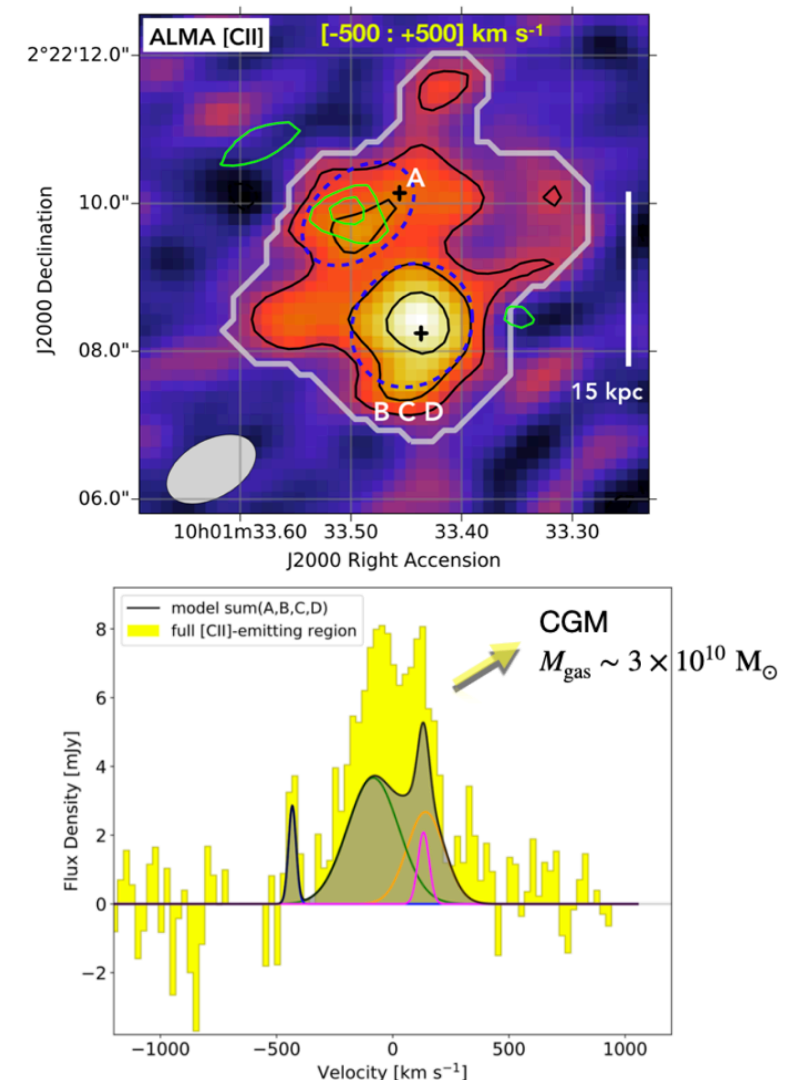 ALMA [CII]
[-500 : +500] km s⁻¹
2°22'12.0"
10.0"
08.0"
06.0"
J2000 Declination
A
B C D
15 kpc
10h01m33.60 33.50 33.40 33.30
J2000 Right Accension
model sum(A,B,C,D)
full [CII]-emitting region
CGM
M_gas ~ 3 × 10¹⁰ M_⊙
8
6
4
2
0
−2
Flux Density [mJy]
−1000 −500 0 500 1000
Velocity [km s⁻¹]